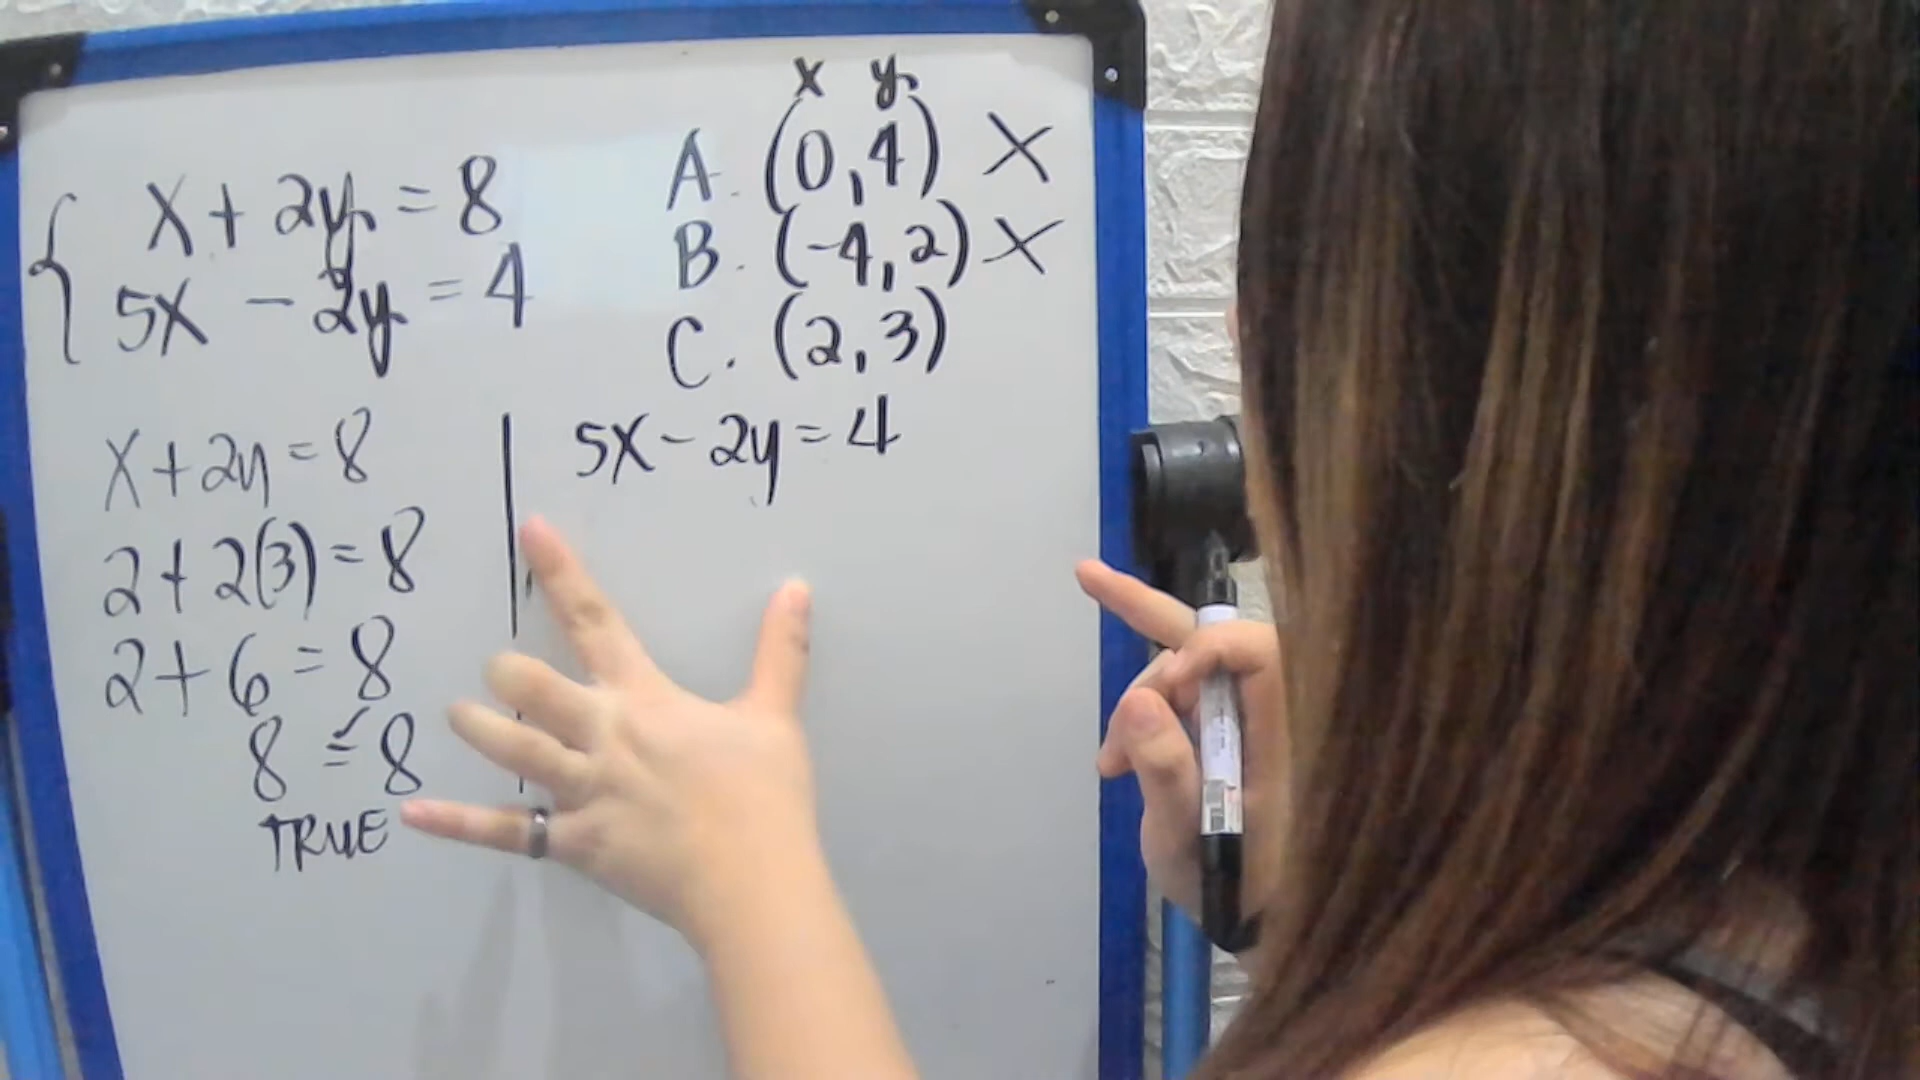 x y
A. (0,4) X
B. (-4,2) X
C. (2,3)
x + 2y = 8
5x - 2y = 4
x + 2y = 8
2 + 2(3) = 8
2 + 6 = 8
8 = 8
TRUE
5x - 2y = 4